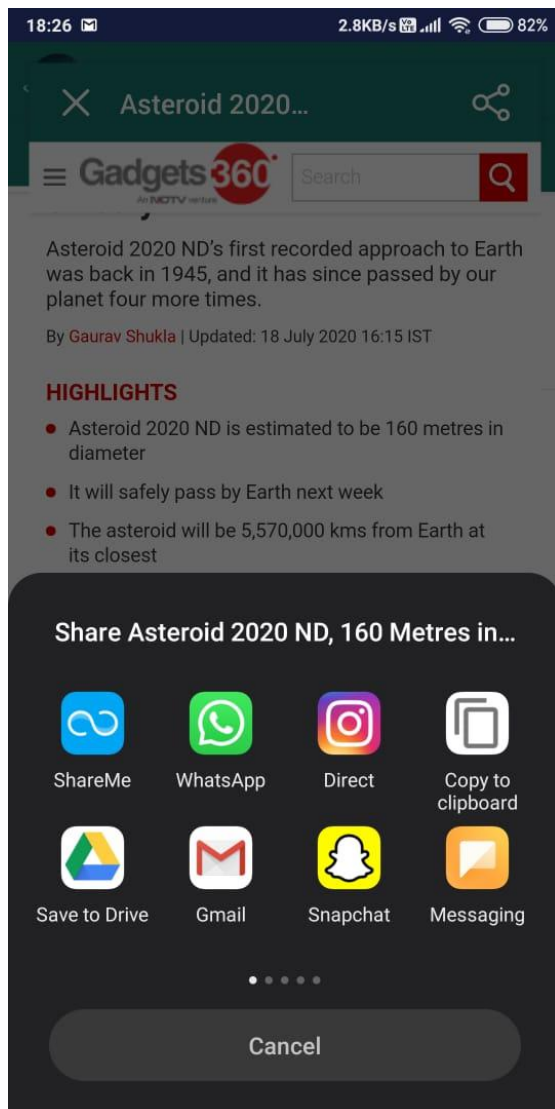 18:26 2.8KB/s 82%
Asteroid 2020...
Gadgets 360
An NDTV venture
Search
Asteroid 2020 ND's first recorded approach to Earth
was back in 1945, and it has since passed by our
planet four more times.
By Gaurav Shukla | Updated: 18 July 2020 16:15 IST
HIGHLIGHTS
Asteroid 2020 ND is estimated to be 160 metres in
diameter
It will safely pass by Earth next week
The asteroid will be 5,570,000 kms from Earth at
its closest
Share Asteroid 2020 ND, 160 Metres in...
ShareMe WhatsApp Direct Copy to
clipboard
Save to Drive Gmail Snapchat Messaging
Cancel